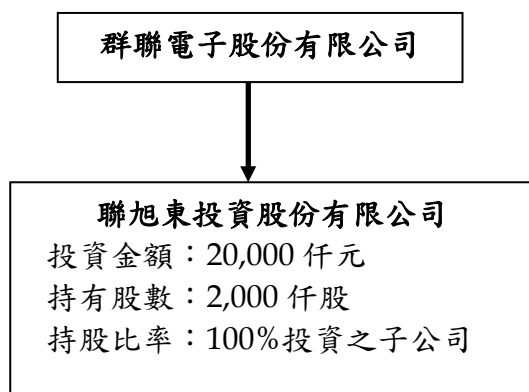 群聯電子股份有限公司
聯旭東投資股份有限公司
投資金額：20,000 仟元
持有股數：2,000 仟股
持股比率：100%投資之子公司